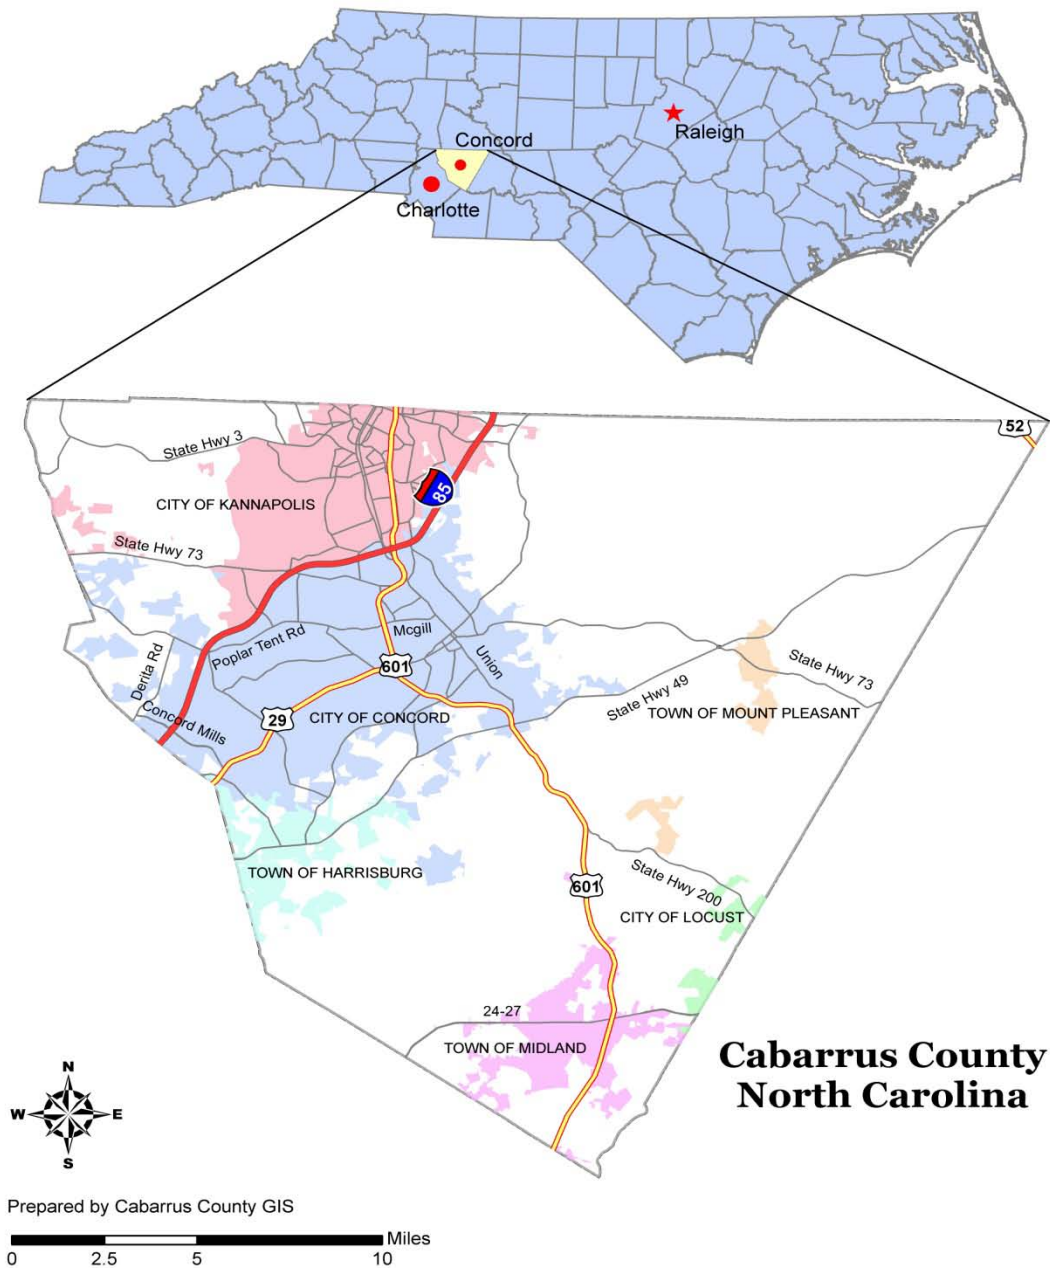 Raleigh
Concord
Charlotte
52
State Hwy 3
85
CITY OF KANNAPOLIS
State Hwy 73
Mcgill
Poplar Tent Rd
Union
Derita Rd
601
State Hwy 73
State Hwy 49
Concord Mills
29
CITY OF CONCORD
TOWN OF MOUNT PLEASANT
TOWN OF HARRISBURG
State Hwy 200
601
CITY OF LOCUST
24-27
TOWN OF MIDLAND
Cabarrus County
North Carolina
N
W
E
S
Prepared by Cabarrus County GIS
Miles
0 2.5 5 10